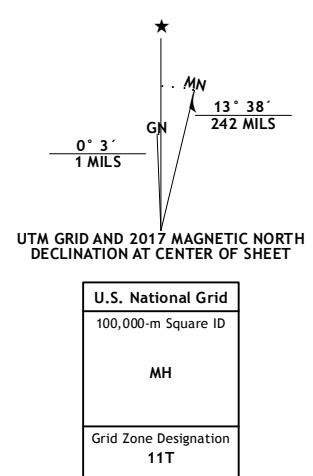 MN
13° 38´
242 MILS
GN
0° 3´
1 MILS
UTM GRID AND 2017 MAGNETIC NORTH
DECLINATION AT CENTER OF SHEET
U.S. National Grid
100,000-m Square ID
MH
Grid Zone Designation
11T